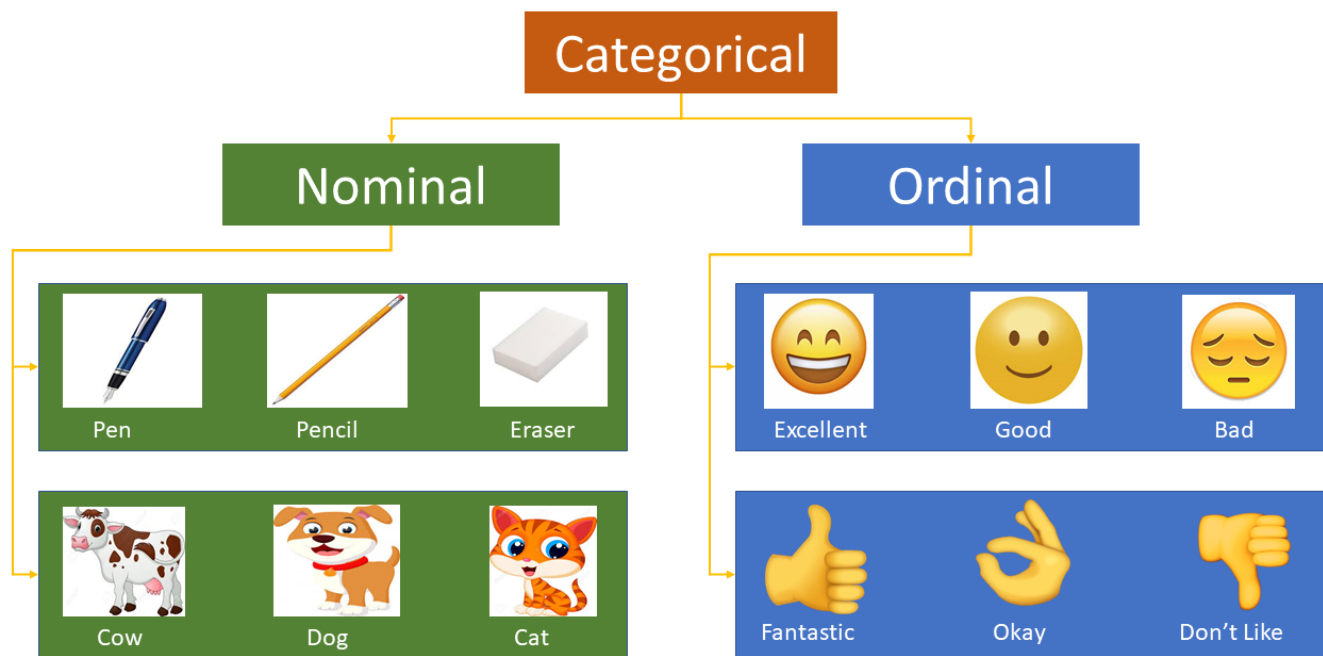 Categorical
Nominal
Ordinal
Pen
Pencil
Eraser
Excellent
Good
Bad
Cow
Dog
Cat
Fantastic
Okay
Don’t Like